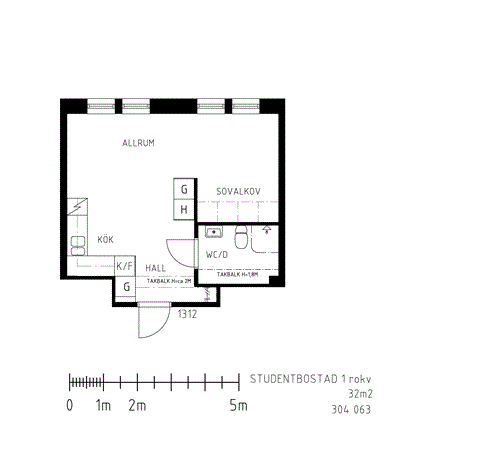 ALLRUM
G
SOVALKOV
H
KÖK
WC/D
K/F
HALL
TAKBALK H=1,8M
TAKBALK H=ca 2M
G
1312
STUDENTBOSTAD 1 rokv
32m2
0 1m 2m 5m
304 063